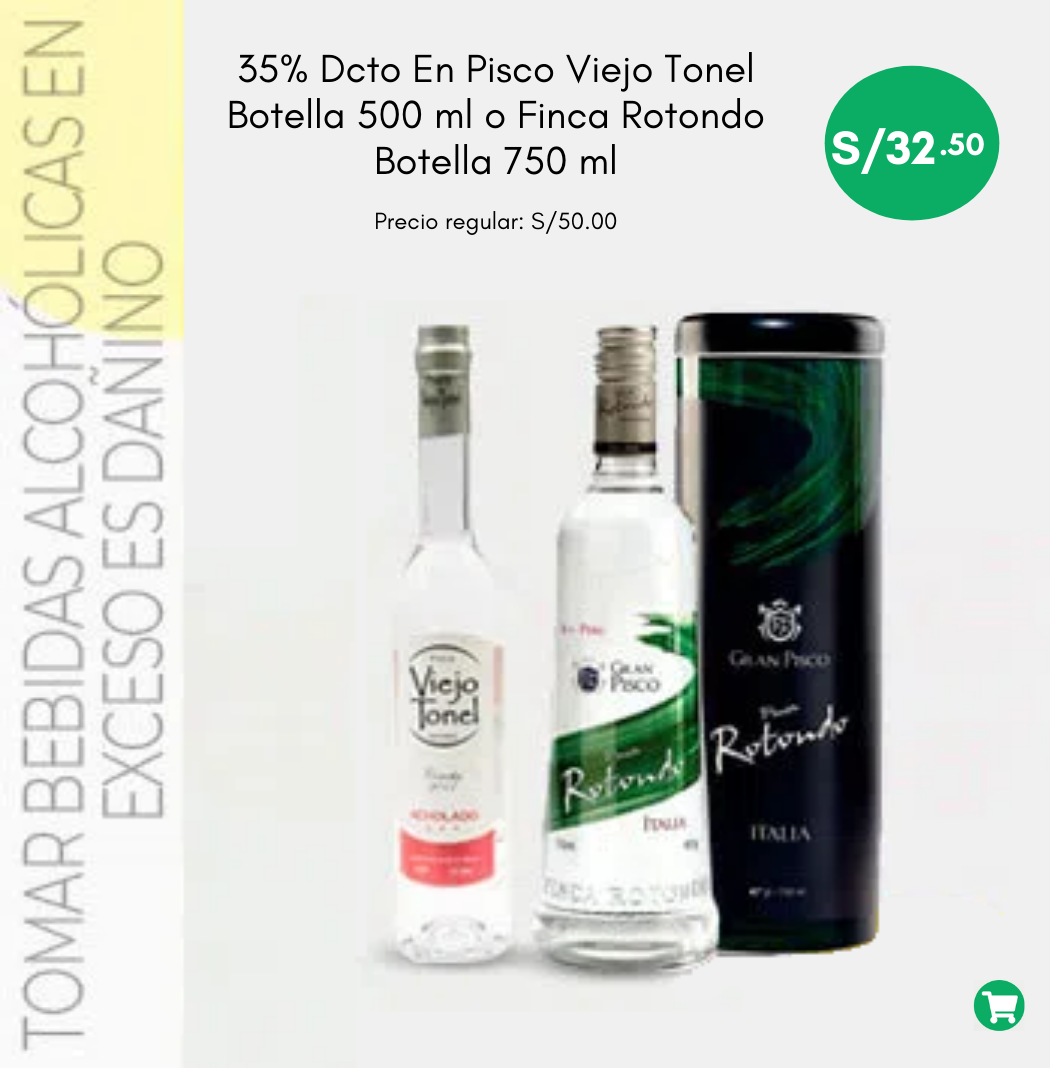 TOMAR BEBIDAS ALCOHÓLICAS EN
EXCESO ES DAÑINO
35% Dcto En Pisco Viejo Tonel
Botella 500 ml o Finca Rotondo
Botella 750 ml
Precio regular: S/50.00
S/32.50
Viejo
Tonel
ACHOLADO
Rotondo
GRAN
PISCO
Rotondo
ITALIA
FINCA ROTONDO
GRAN PISCO
Rotondo
ITALIA